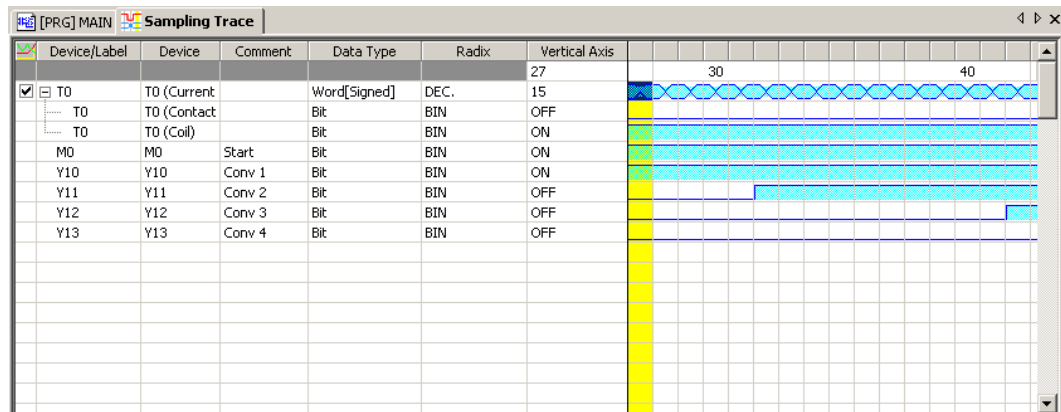 [PRG] MAIN Sampling Trace
Device/Label Device Comment Data Type Radix Vertical Axis
27 30 40
T0 T0 (Current Word[Signed] DEC. 15
T0 T0 (Contact Bit BIN OFF
T0 T0 (Coil) Bit BIN ON
M0 M0 Start Bit BIN ON
Y10 Y10 Conv 1 Bit BIN ON
Y11 Y11 Conv 2 Bit BIN OFF
Y12 Y12 Conv 3 Bit BIN OFF
Y13 Y13 Conv 4 Bit BIN OFF